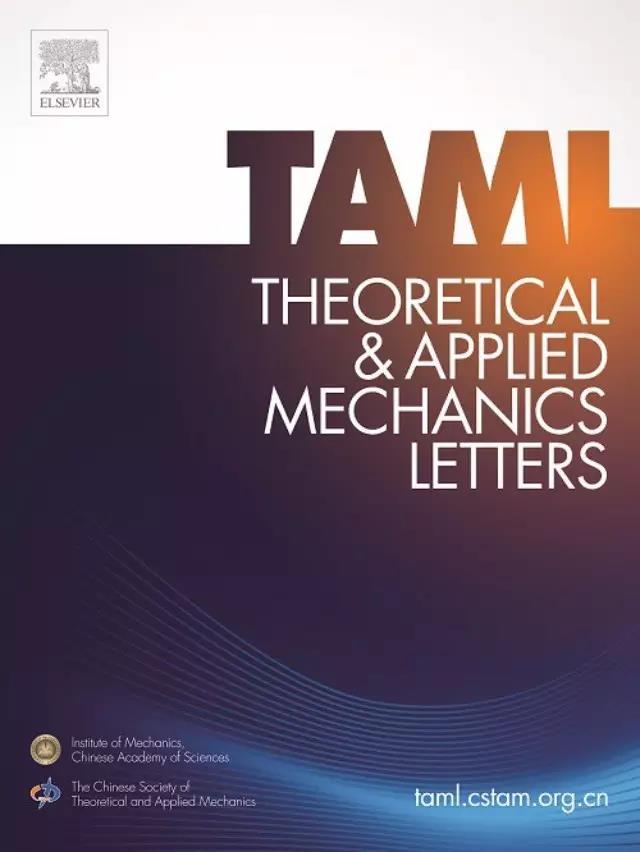 ELSEVIER
TAML
THEORETICAL
& APPLIED
MECHANICS
LETTERS
Institute of Mechanics,
Chinese Academy of Sciences
The Chinese Society of
Theoretical and Applied Mechanics
taml.cstam.org.cn